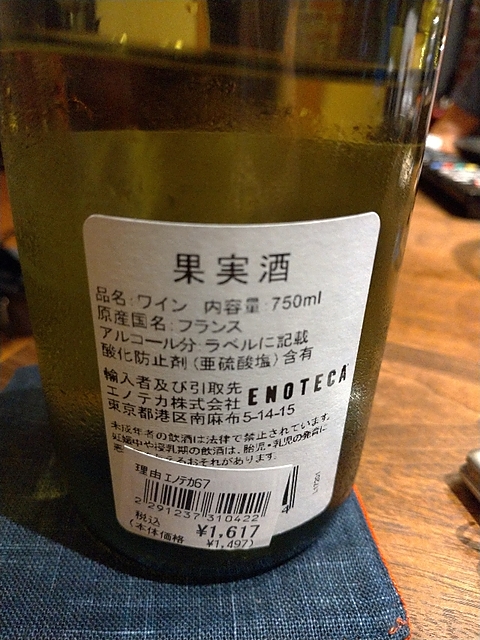 果実酒
品名:ワイン 内容量:750ml
原産国名:フランス
アルコール分:ラベルに記載
酸化防止剤(亜硫酸塩)含有
輸入者及び引取先
エノテカ株式会社 ENOTECA
東京都港区南麻布5-14-15
未成年者の飲酒は法律で禁止されています。
妊娠中や授乳期の飲酒は、胎児・乳児の発育に
るおそれがあります。
理由 エノテカ67
2 291237 310422 4
税込 ¥1,617
(本体価格 ¥1,497)